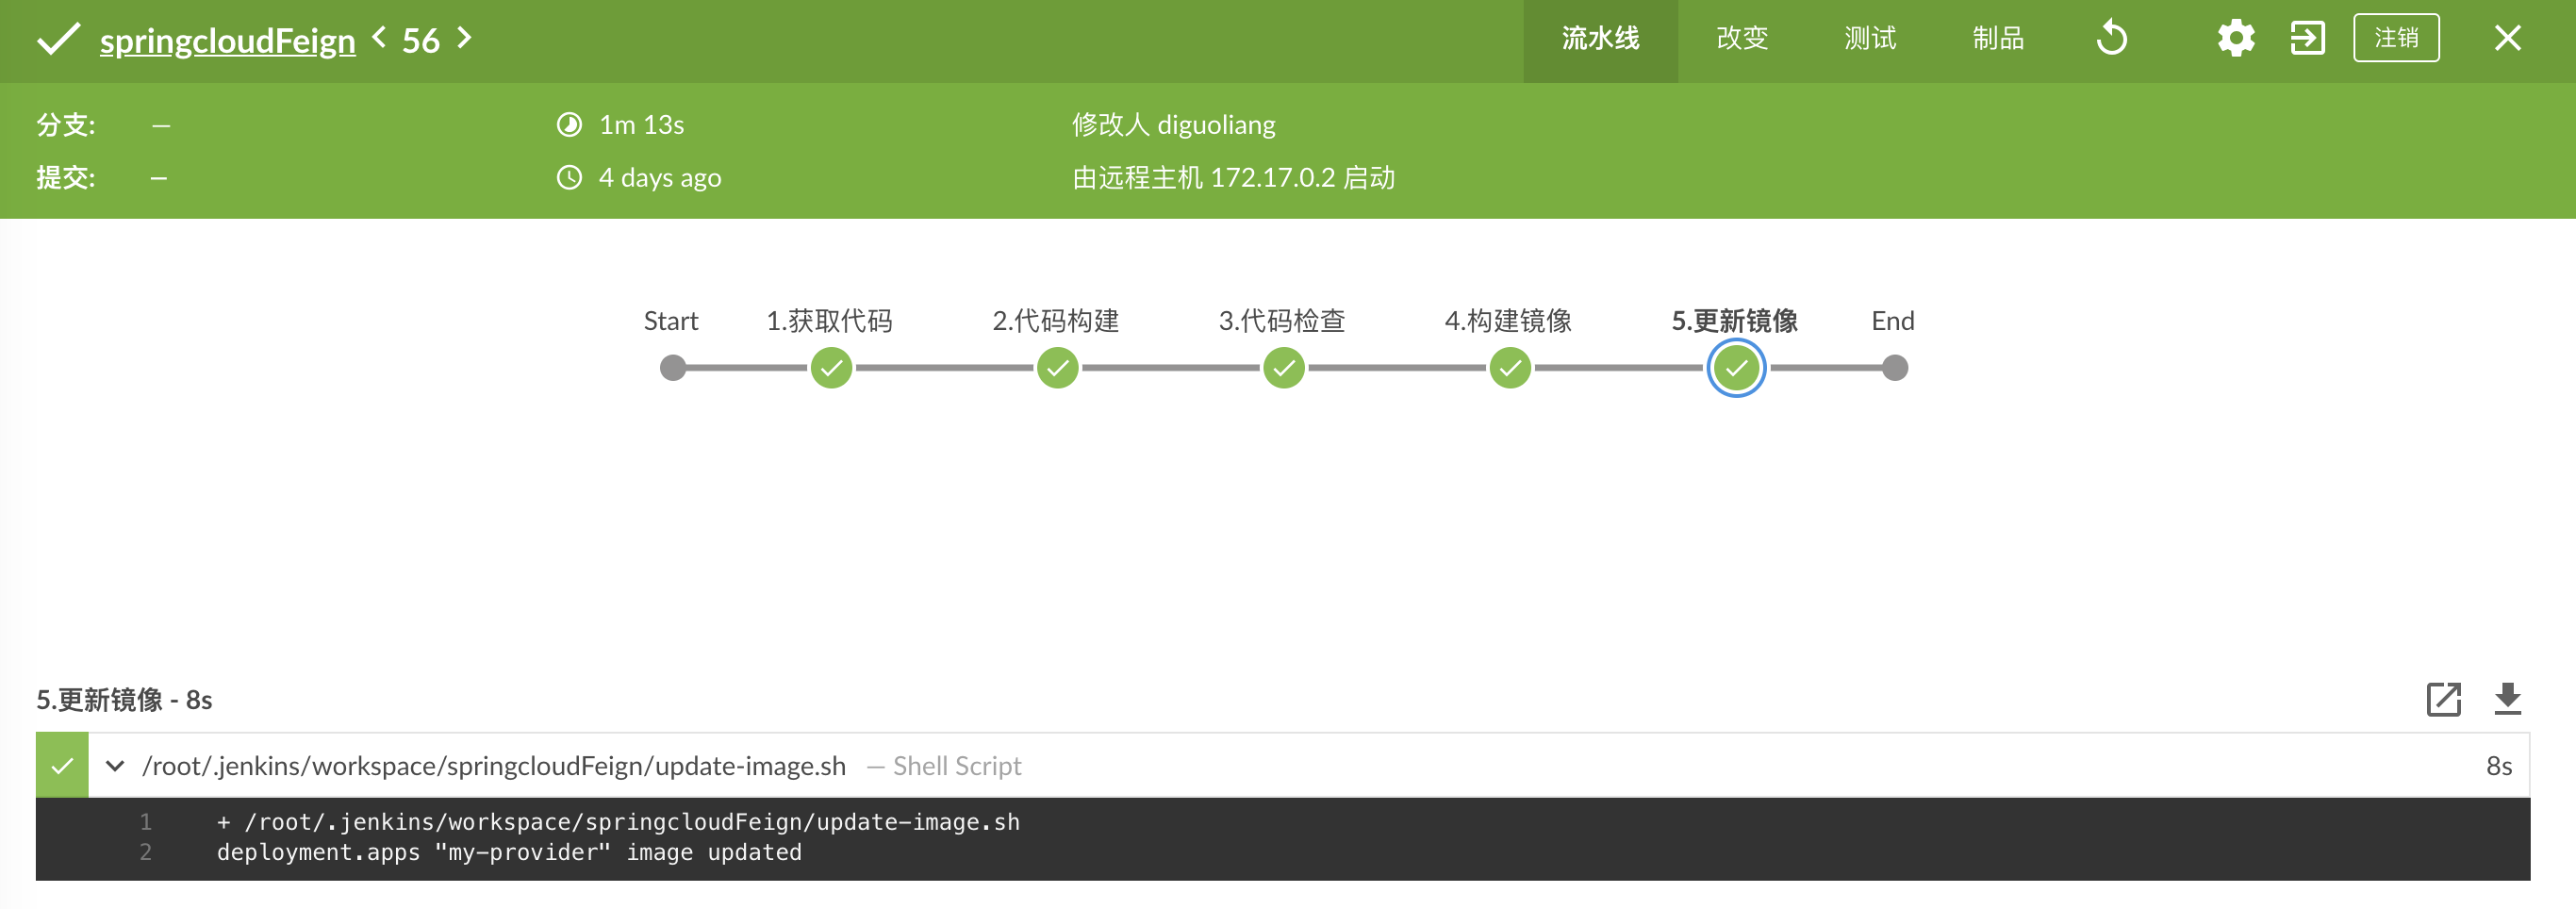 springcloudFeign < 56 >
流水线 改变 测试 制品 注销
分支: — 1m 13s 修改人 diguoliang
提交: — 4 days ago 由远程主机 172.17.0.2 启动
Start 1.获取代码 2.代码构建 3.代码检查 4.构建镜像 5.更新镜像 End
5.更新镜像 - 8s
/root/.jenkins/workspace/springcloudFeign/update-image.sh — Shell Script 8s
1 + /root/.jenkins/workspace/springcloudFeign/update-image.sh
2 deployment.apps "my-provider" image updated